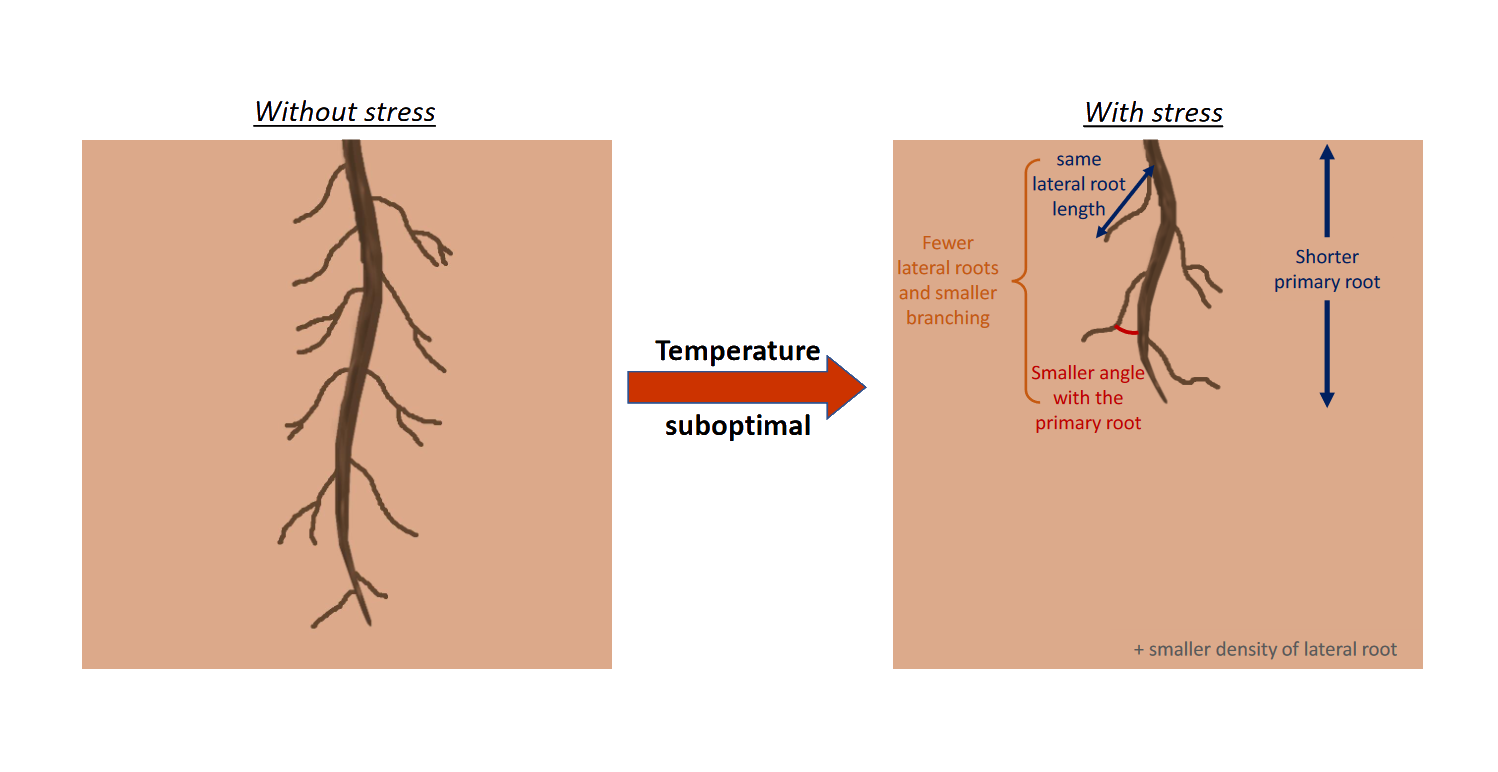 Without stress
Temperature
suboptimal
With stress
same
lateral root
length
Fewer
lateral roots
and smaller
branching
Smaller angle
with the
primary root
Shorter
primary root
+ smaller density of lateral root